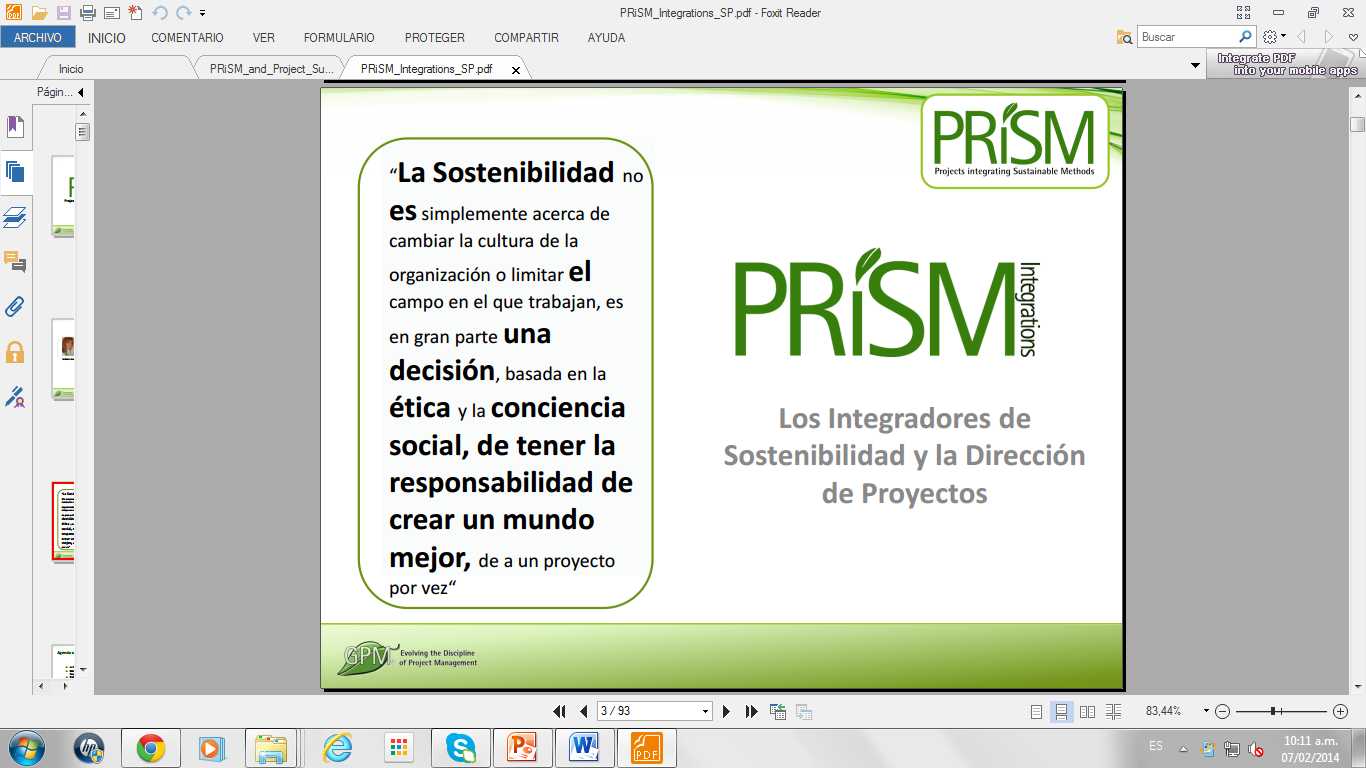 PRiSM_Integrations_SP.pdf - Foxit Reader
ARCHIVO INICIO COMENTARIO VER FORMULARIO PROTEGER COMPARTIR AYUDA
Buscar
Inicio PRiSM_and_Project_Su... PRiSM_Integrations_SP.pdf
Integrate PDF
into your mobile apps
Págin...
PRiSM
Projects integrating Sustainable Methods
“La Sostenibilidad no
es simplemente acerca de
cambiar la cultura de la
organización o limitar el
campo en el que trabajan, es
en gran parte una
decisión, basada en la
ética y la conciencia
social, de tener la
responsabilidad de
crear un mundo
mejor, de a un proyecto
por vez“
PRiSM Integrations
Los Integradores de
Sostenibilidad y la Dirección
de Proyectos
GPM
Evolving the Discipline
of Project Management
3 / 93
83,44%
ES
10:11 a.m.
07/02/2014